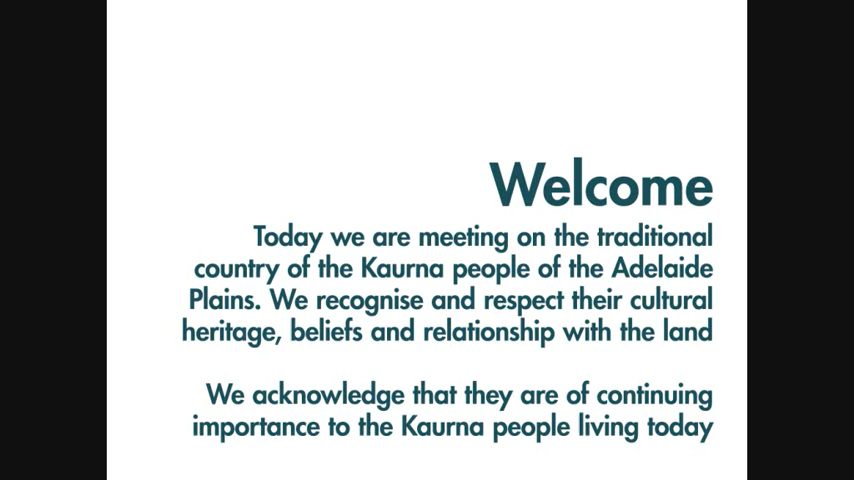 Welcome
Today we are meeting on the traditional
country of the Kaurna people of the Adelaide
Plains. We recognise and respect their cultural
heritage, beliefs and relationship with the land
We acknowledge that they are of continuing
importance to the Kaurna people living today